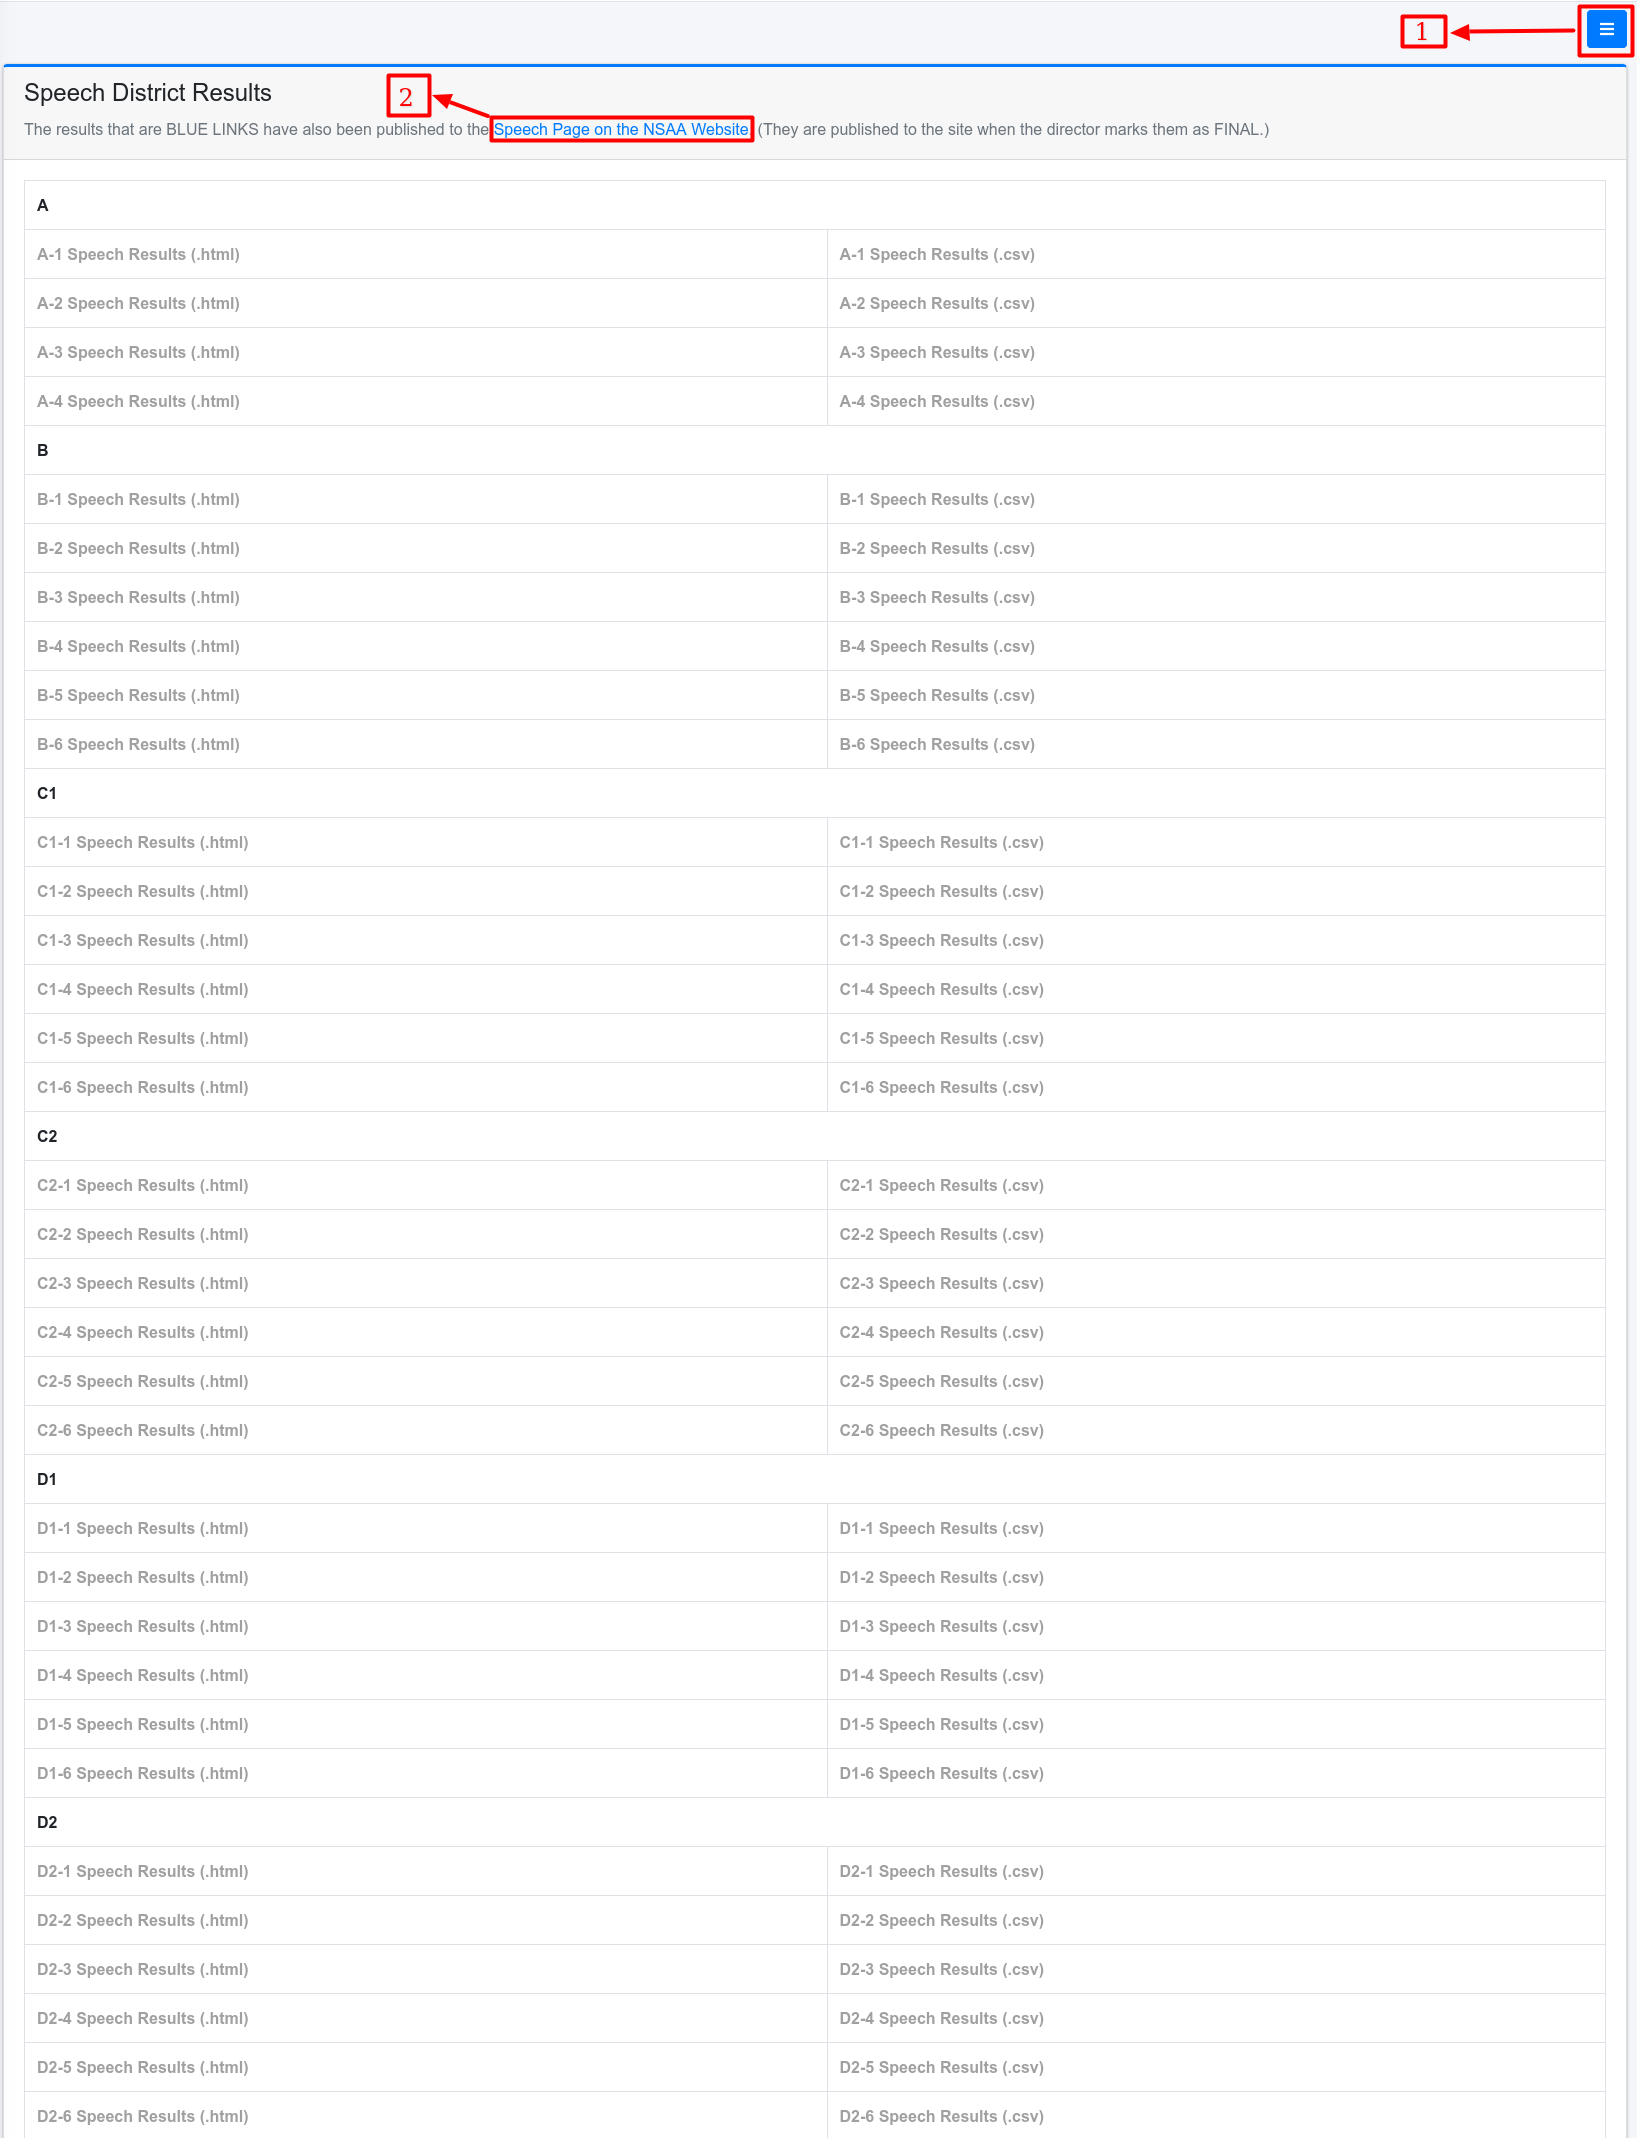 1
Speech District Results
2
The results that are BLUE LINKS have also been published to the Speech Page on the NSAA Website. (They are published to the site when the director marks them as FINAL.)
A
A-1 Speech Results (.html) A-1 Speech Results (.csv)
A-2 Speech Results (.html) A-2 Speech Results (.csv)
A-3 Speech Results (.html) A-3 Speech Results (.csv)
A-4 Speech Results (.html) A-4 Speech Results (.csv)
B
B-1 Speech Results (.html) B-1 Speech Results (.csv)
B-2 Speech Results (.html) B-2 Speech Results (.csv)
B-3 Speech Results (.html) B-3 Speech Results (.csv)
B-4 Speech Results (.html) B-4 Speech Results (.csv)
B-5 Speech Results (.html) B-5 Speech Results (.csv)
B-6 Speech Results (.html) B-6 Speech Results (.csv)
C1
C1-1 Speech Results (.html) C1-1 Speech Results (.csv)
C1-2 Speech Results (.html) C1-2 Speech Results (.csv)
C1-3 Speech Results (.html) C1-3 Speech Results (.csv)
C1-4 Speech Results (.html) C1-4 Speech Results (.csv)
C1-5 Speech Results (.html) C1-5 Speech Results (.csv)
C1-6 Speech Results (.html) C1-6 Speech Results (.csv)
C2
C2-1 Speech Results (.html) C2-1 Speech Results (.csv)
C2-2 Speech Results (.html) C2-2 Speech Results (.csv)
C2-3 Speech Results (.html) C2-3 Speech Results (.csv)
C2-4 Speech Results (.html) C2-4 Speech Results (.csv)
C2-5 Speech Results (.html) C2-5 Speech Results (.csv)
C2-6 Speech Results (.html) C2-6 Speech Results (.csv)
D1
D1-1 Speech Results (.html) D1-1 Speech Results (.csv)
D1-2 Speech Results (.html) D1-2 Speech Results (.csv)
D1-3 Speech Results (.html) D1-3 Speech Results (.csv)
D1-4 Speech Results (.html) D1-4 Speech Results (.csv)
D1-5 Speech Results (.html) D1-5 Speech Results (.csv)
D1-6 Speech Results (.html) D1-6 Speech Results (.csv)
D2
D2-1 Speech Results (.html) D2-1 Speech Results (.csv)
D2-2 Speech Results (.html) D2-2 Speech Results (.csv)
D2-3 Speech Results (.html) D2-3 Speech Results (.csv)
D2-4 Speech Results (.html) D2-4 Speech Results (.csv)
D2-5 Speech Results (.html) D2-5 Speech Results (.csv)
D2-6 Speech Results (.html) D2-6 Speech Results (.csv)